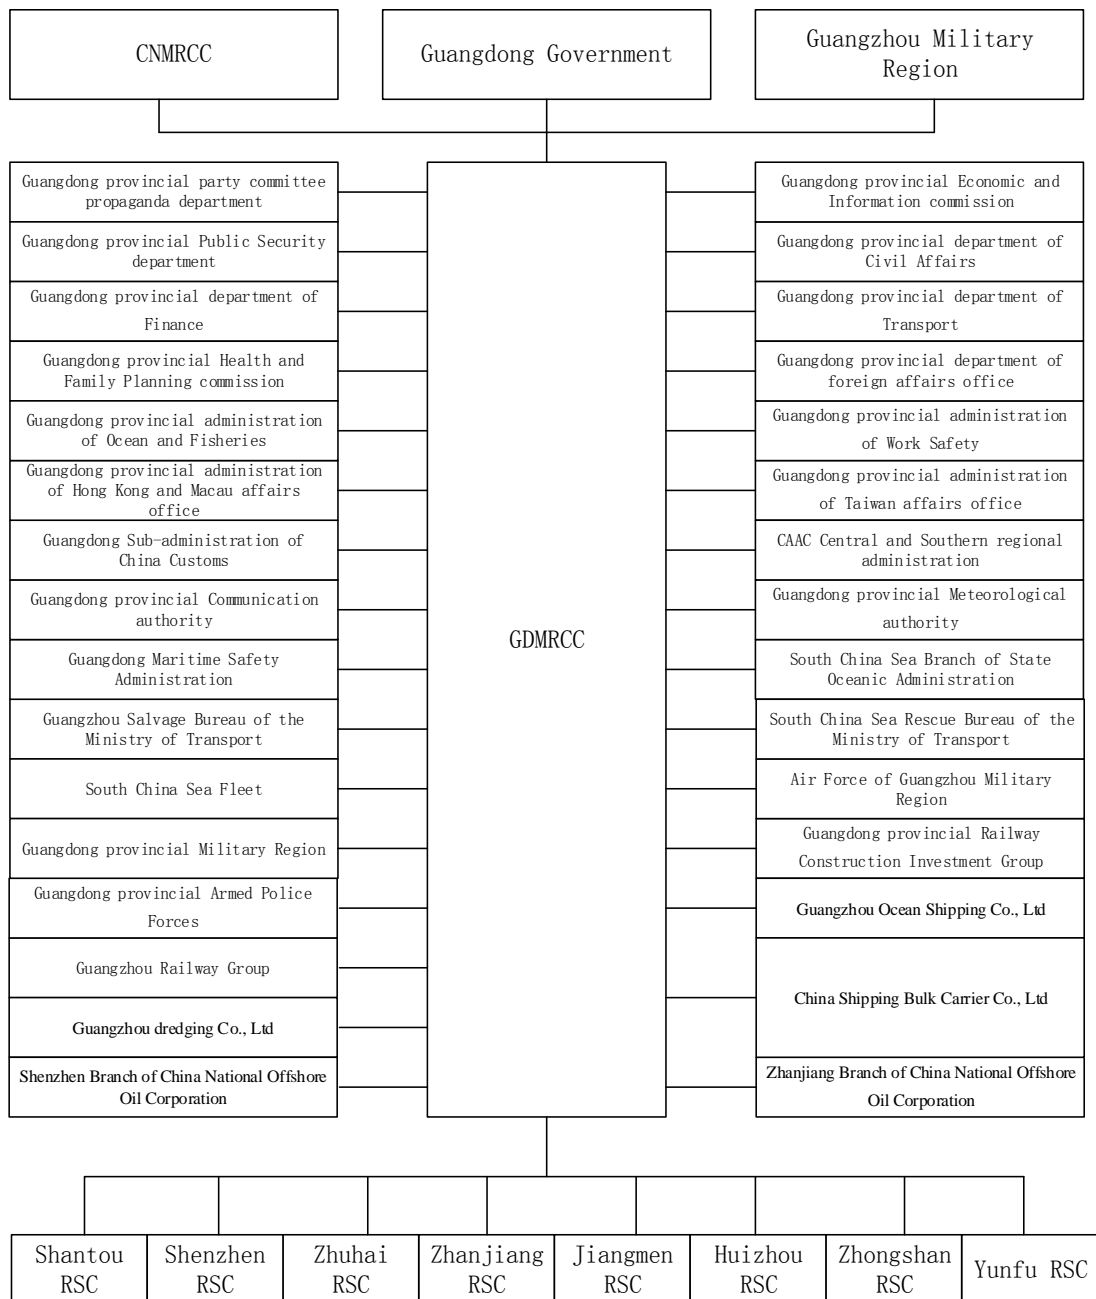 CNMRCC
Guangdong Government
Guangzhou Military
Region
Guangdong provincial party committee
propaganda department
Guangdong provincial Public Security
department
Guangdong provincial department of
Finance
Guangdong provincial Health and
Family Planning commission
Guangdong provincial administration
of Ocean and Fisheries
Guangdong provincial administration
of Hong Kong and Macau affairs
office
Guangdong Sub-administration of
China Customs
Guangdong provincial Communication
authority
Guangdong Maritime Safety
Administration
Guangzhou Salvage Bureau of the
Ministry of Transport
South China Sea Fleet
Guangdong provincial Military Region
Guangdong provincial Armed Police
Forces
Guangzhou Railway Group
Guangzhou dredging Co., Ltd
Shenzhen Branch of China National Offshore
Oil Corporation
GDMRCC
Guangdong provincial Economic and
Information commission
Guangdong provincial department of
Civil Affairs
Guangdong provincial department of
Transport
Guangdong provincial department of
foreign affairs office
Guangdong provincial administration
of Work Safety
Guangdong provincial administration
of Taiwan affairs office
CAAC Central and Southern regional
administration
Guangdong provincial Meteorological
authority
South China Sea Branch of State
Oceanic Administration
South China Sea Rescue Bureau of the
Ministry of Transport
Air Force of Guangzhou Military
Region
Guangdong provincial Railway
Construction Investment Group
Guangzhou Ocean Shipping Co., Ltd
China Shipping Bulk Carrier Co., Ltd
Zhanjiang Branch of China National Offshore
Oil Corporation
Shantou
RSC
Shenzhen
RSC
Zhuhai
RSC
Zhanjiang
RSC
Jiangmen
RSC
Huizhou
RSC
Zhongshan
RSC
Yunfu RSC